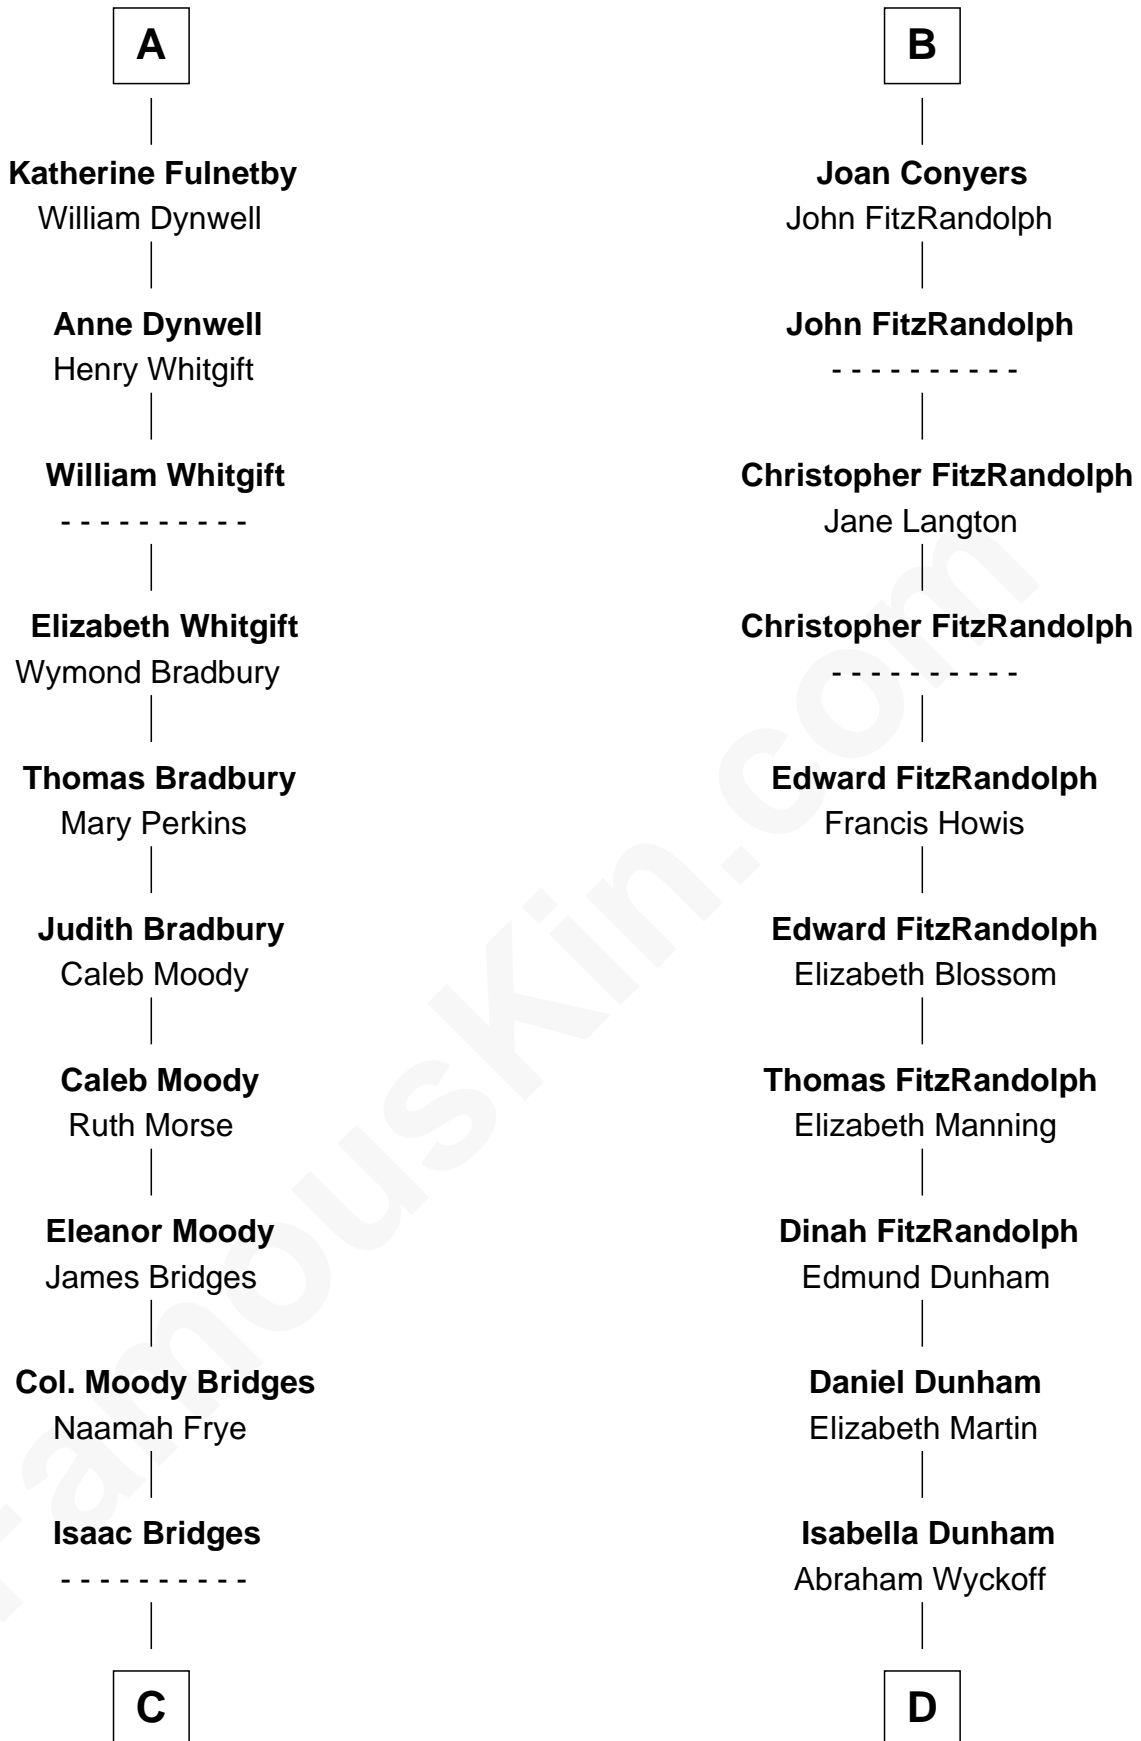 A
Katherine Fulnetby
William Dynwell
Anne Dynwell
Henry Whitgift
William Whitgift
- - - - - - - - - -
Elizabeth Whitgift
Wymond Bradbury
Thomas Bradbury
Mary Perkins
Judith Bradbury
Caleb Moody
Caleb Moody
Ruth Morse
Eleanor Moody
James Bridges
Col. Moody Bridges
Naamah Frye
Isaac Bridges
- - - - - - - - - -
C
B
Joan Conyers
John FitzRandolph
John FitzRandolph
- - - - - - - - - -
Christopher FitzRandolph
Jane Langton
Christopher FitzRandolph
- - - - - - - - - -
Edward FitzRandolph
Francis Howis
Edward FitzRandolph
Elizabeth Blossom
Thomas FitzRandolph
Elizabeth Manning
Dinah FitzRandolph
Edmund Dunham
Daniel Dunham
Elizabeth Martin
Isabella Dunham
Abraham Wyckoff
D
FamousKin.com